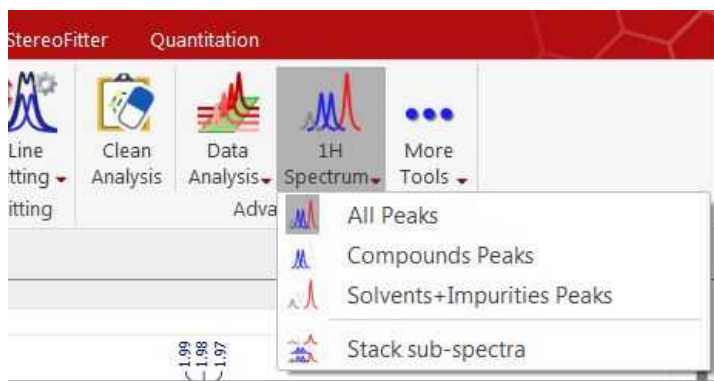 StereoFitter Quantitation
Line Clean Data 1H More
tting Analysis Analysis Spectrum Tools
itting Adva
All Peaks
Compounds Peaks
Solvents+Impurities Peaks
Stack sub-spectra
1.99
1.98
1.97